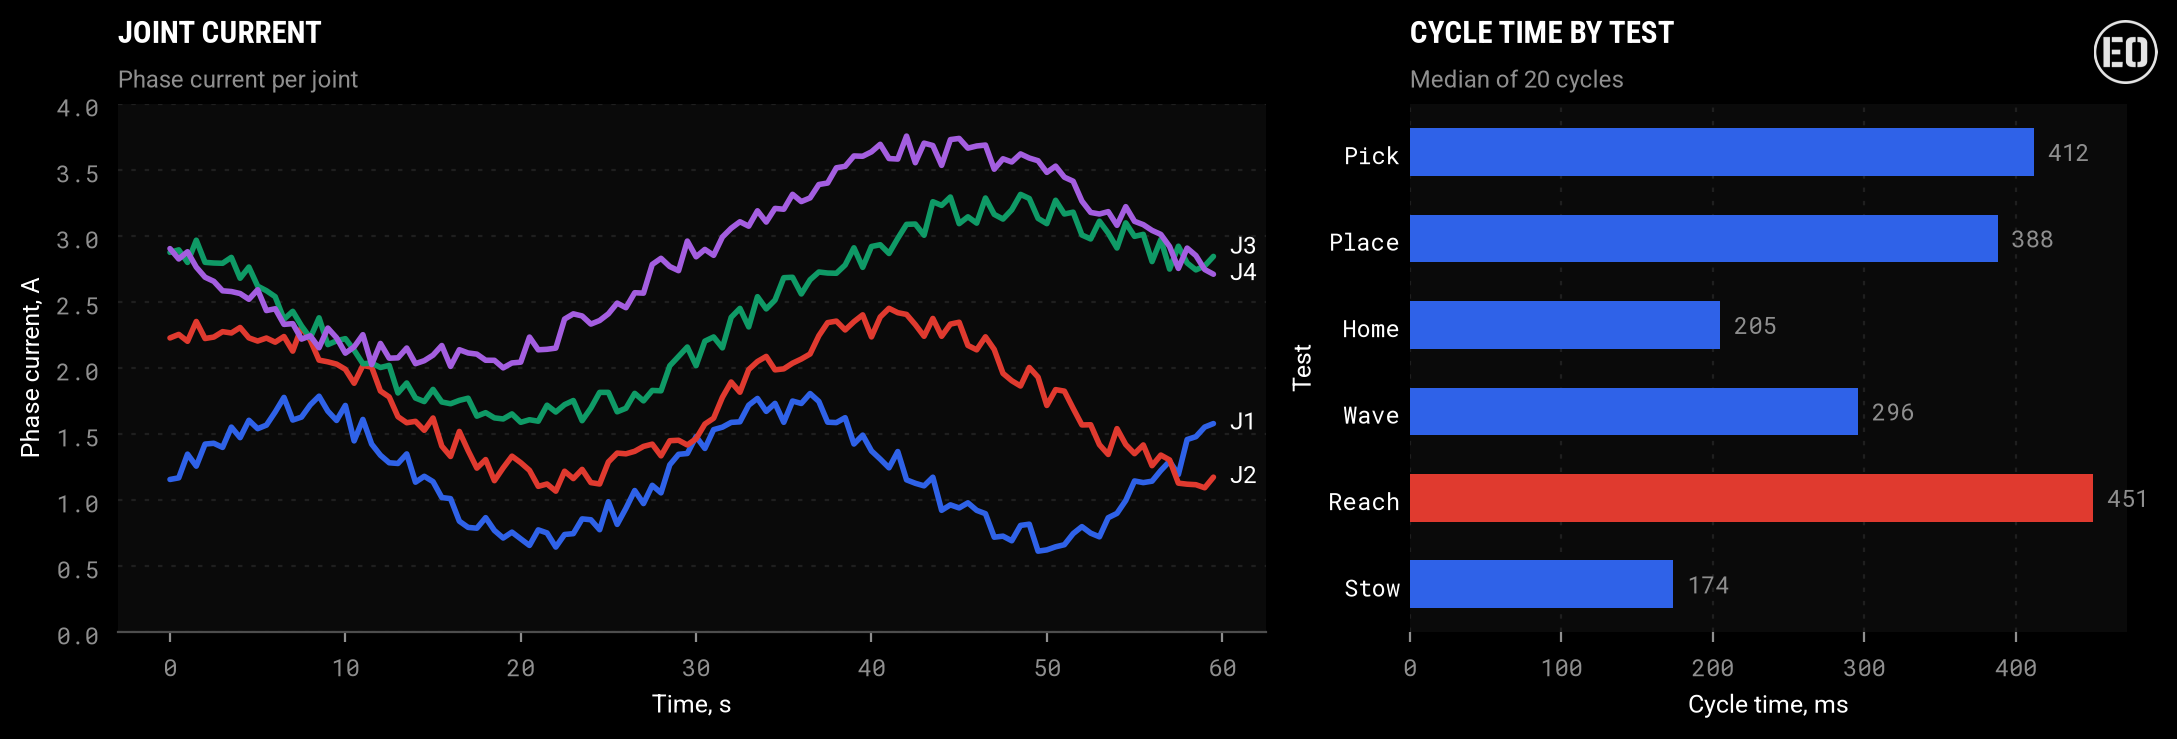 JOINT CURRENT
Phase current per joint
4.0
3.5
3.0
2.5
2.0
1.5
1.0
0.5
0.0
Phase current, A
0 10 20 30 40 50 60
Time, s
J3
J4
J1
J2
CYCLE TIME BY TEST
Median of 20 cycles
EO
Test
Pick 412
Place 388
Home 205
Wave 296
Reach 451
Stow 174
0 100 200 300 400
Cycle time, ms